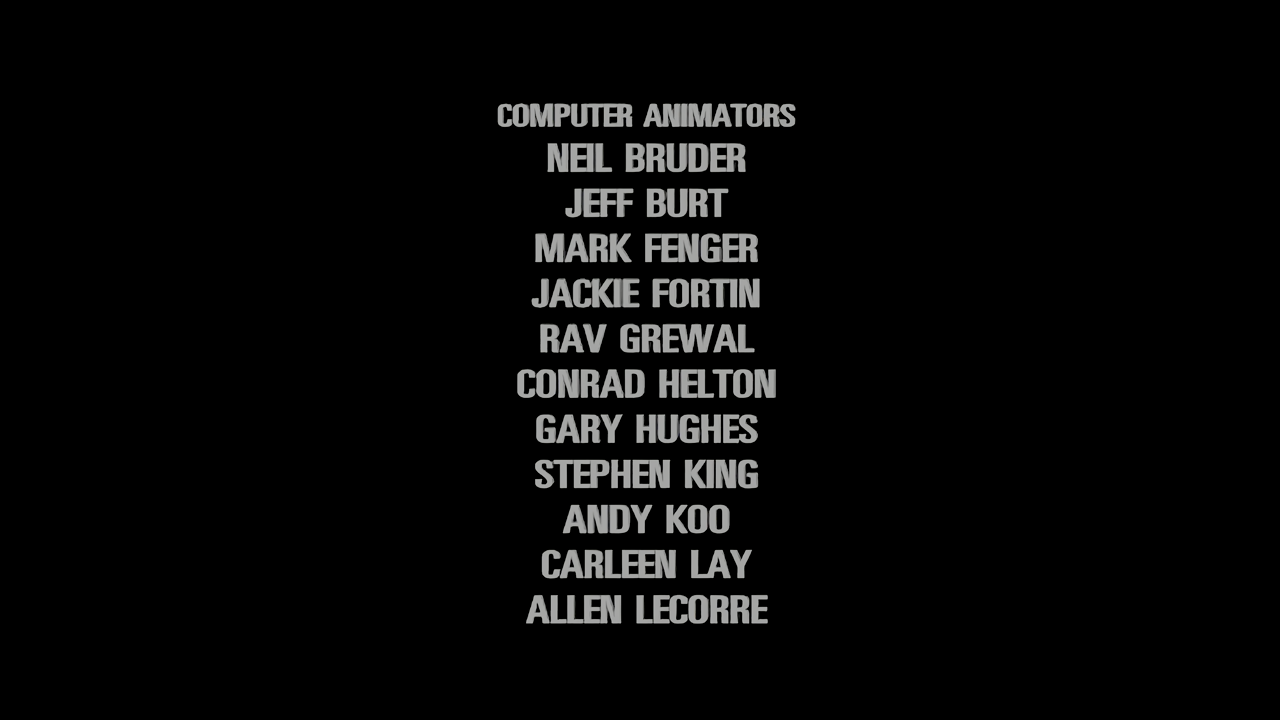 COMPUTER ANIMATORS
NEIL BRUDER
JEFF BURT
MARK FENGER
JACKIE FORTIN
RAV GREWAL
CONRAD HELTON
GARY HUGHES
STEPHEN KING
ANDY KOO
CARLEEN LAY
ALLEN LECORRE